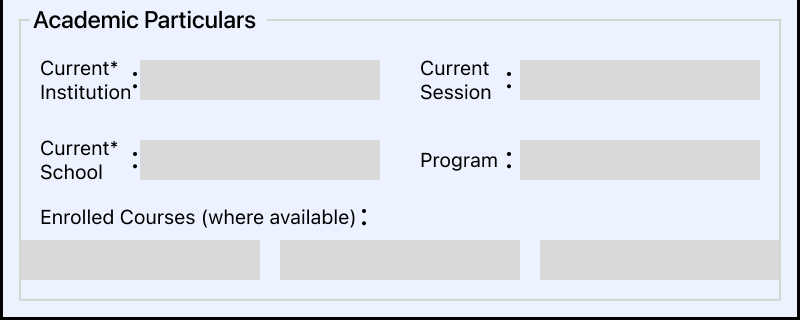 Academic Particulars
Current* Institution:
Current Session :
Current* School :
Program :
Enrolled Courses (where available) :